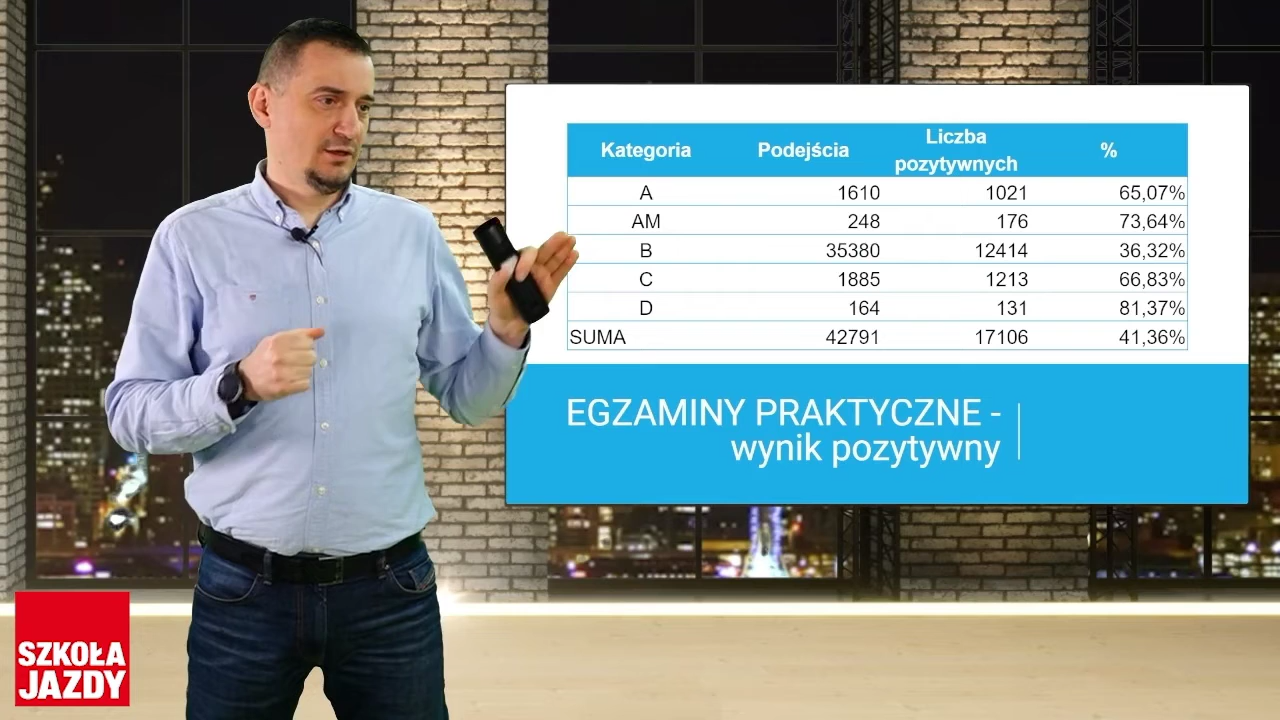 Kategoria Podejścia Liczba pozytywnych %
A 1610 1021 65,07%
AM 248 176 73,64%
B 35380 12414 36,32%
C 1885 1213 66,83%
D 164 131 81,37%
SUMA 42791 17106 41,36%
EGZAMINY PRAKTYCZNE -
wynik pozytywny
SZKOŁA
JAZDY